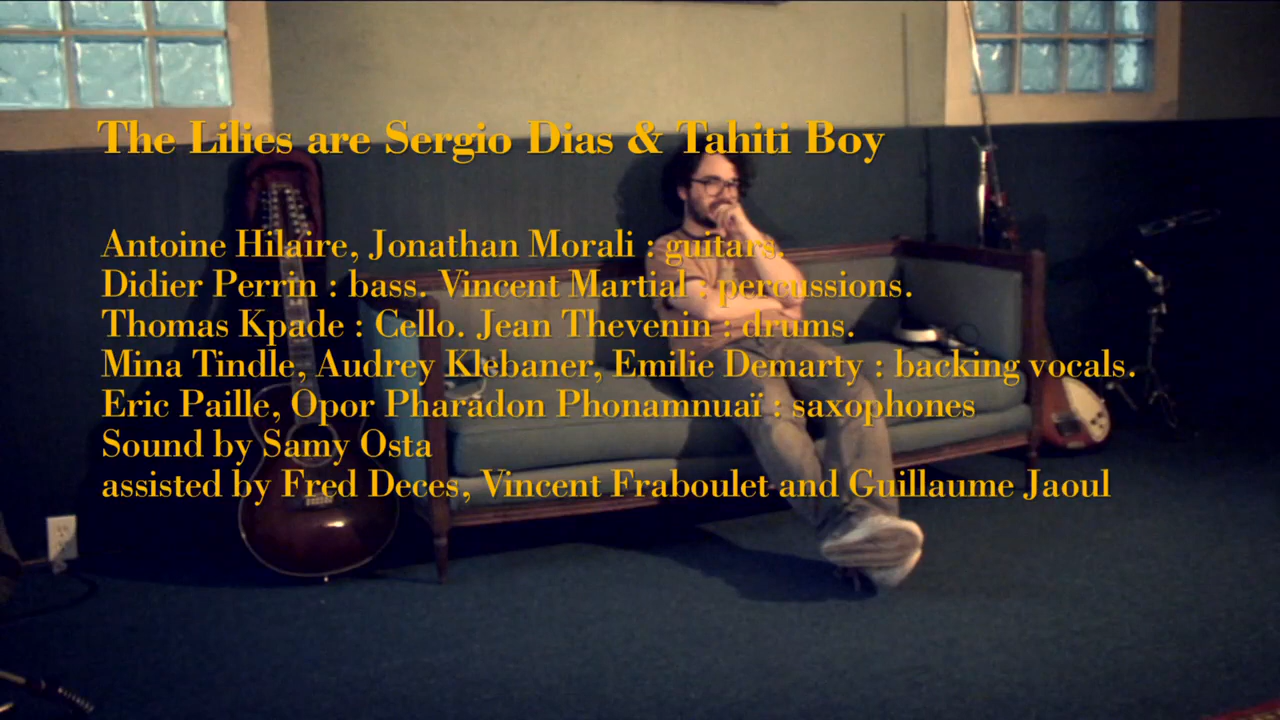 The Lilies are Sergio Dias & Tahiti Boy
Antoine Hilaire, Jonathan Morali : guitars.
Didier Perrin : bass. Vincent Martial : percussions.
Thomas Kpade : Cello. Jean Thevenin : drums.
Mina Tindle, Audrey Klebaner, Emilie Demarty : backing vocals.
Eric Paille, Opor Pharadon Phonamnuaï : saxophones
Sound by Samy Osta
assisted by Fred Deces, Vincent Fraboulet and Guillaume Jaoul